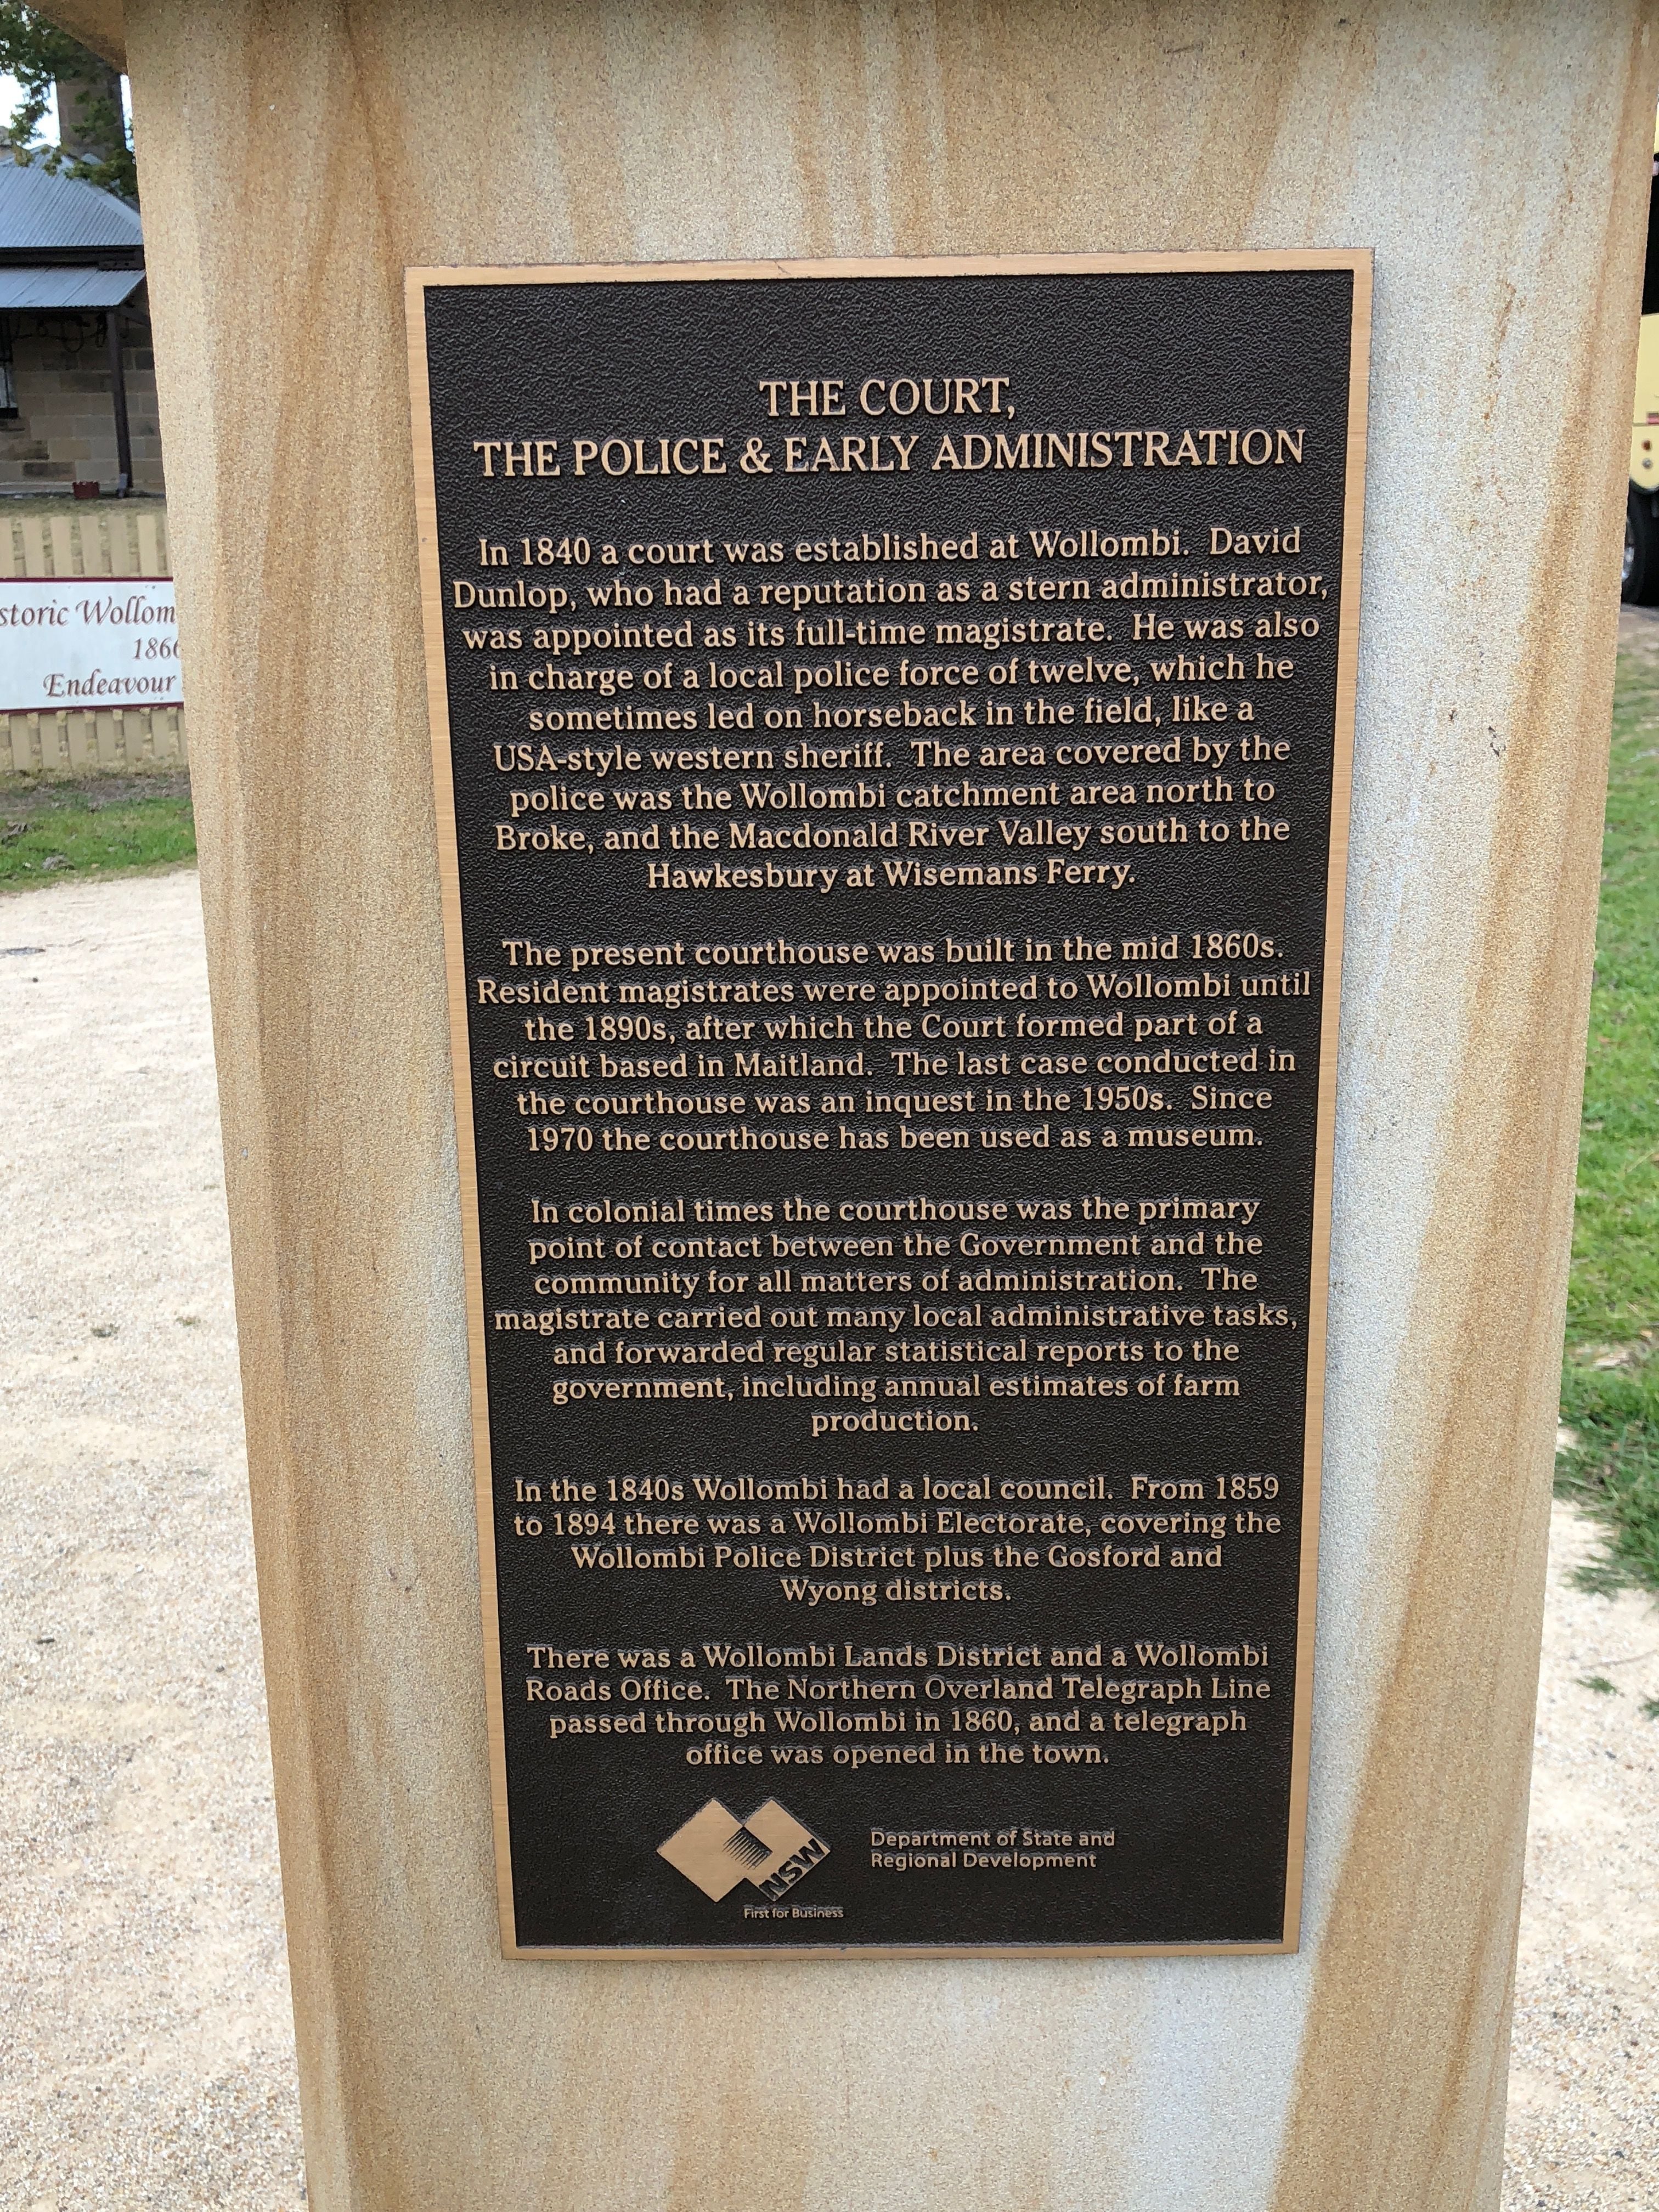 THE COURT,
THE POLICE & EARLY ADMINISTRATION
In 1840 a court was established at Wollombi. David
Dunlop, who had a reputation as a stern administrator,
was appointed as its full-time magistrate. He was also
in charge of a local police force of twelve, which he
sometimes led on horseback in the field, like a
USA-style western sheriff. The area covered by the
police was the Wollombi catchment area north to
Broke, and the Macdonald River Valley south to the
Hawkesbury at Wisemans Ferry.
The present courthouse was built in the mid 1860s.
Resident magistrates were appointed to Wollombi until
the 1890s, after which the Court formed part of a
circuit based in Maitland. The last case conducted in
the courthouse was an inquest in the 1950s. Since
1970 the courthouse has been used as a museum.
In colonial times the courthouse was the primary
point of contact between the Government and the
community for all matters of administration. The
magistrate carried out many local administrative tasks,
and forwarded regular statistical reports to the
government, including annual estimates of farm
production.
In the 1840s Wollombi had a local council. From 1859
to 1894 there was a Wollombi Electorate, covering the
Wollombi Police District plus the Gosford and
Wyong districts.
There was a Wollombi Lands District and a Wollombi
Roads Office. The Northern Overland Telegraph Line
passed through Wollombi in 1860, and a telegraph
office was opened in the town.
NSW
First for Business
Department of State and
Regional Development
storic Wollom
186
Endeavour